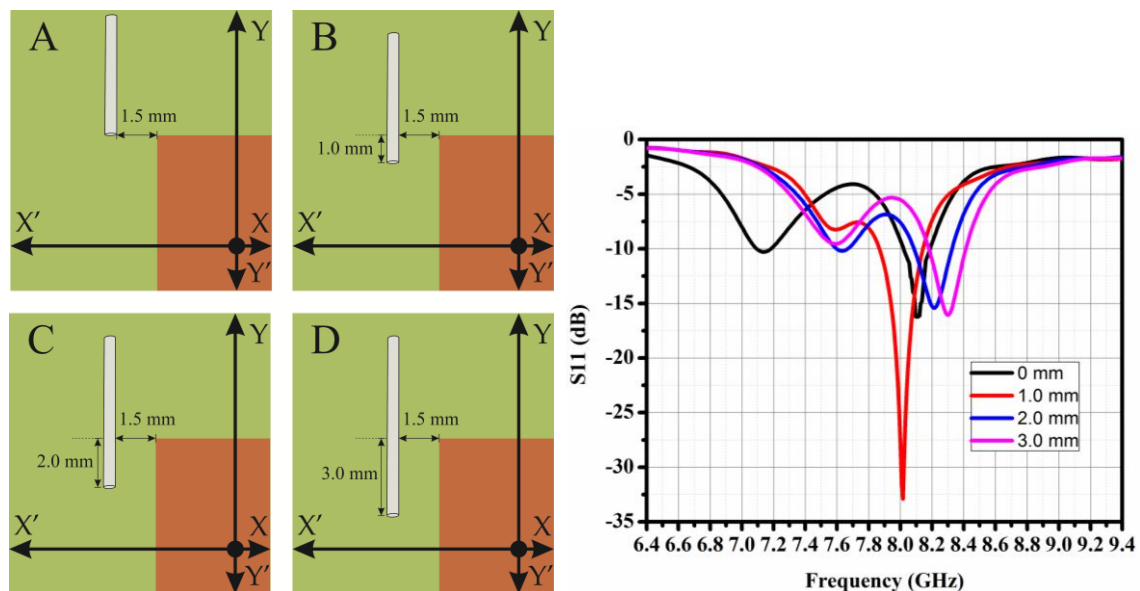 A
Y
1.5 mm
X′
X
Y′
B
Y
1.5 mm
1.0 mm
X′
X
Y′
C
Y
1.5 mm
2.0 mm
X′
X
Y′
D
Y
1.5 mm
3.0 mm
X′
X
Y′
0
-5
-10
-15
-20
-25
-30
-35
S11 (dB)
0 mm
1.0 mm
2.0 mm
3.0 mm
6.4 6.6 6.8 7.0 7.2 7.4 7.6 7.8 8.0 8.2 8.4 8.6 8.8 9.0 9.2 9.4
Frequency (GHz)